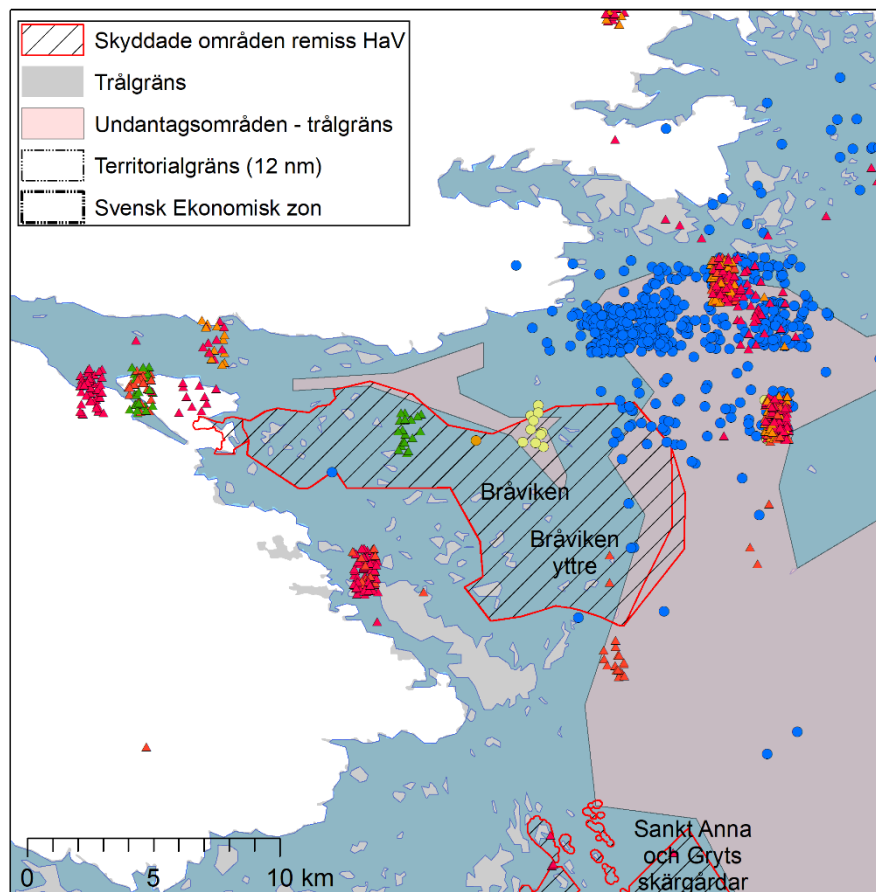 Skyddade områden remiss HaV
Trålgräns
Undantagsområden - trålgräns
Territorialgräns (12 nm)
Svensk Ekonomisk zon
Bråviken
Bråviken
yttre
Sankt Anna
och Gryts
skärgårdar
0 5 10 km